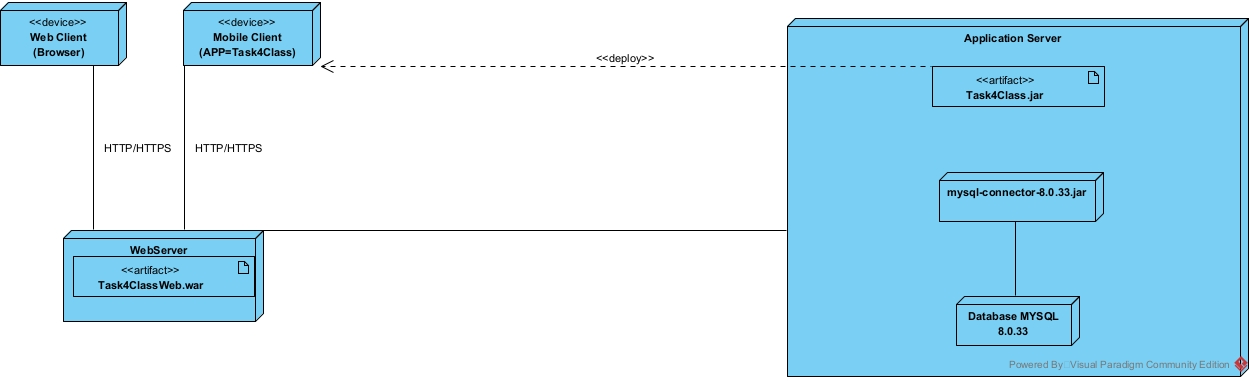 <<device>>
Web Client
(Browser)
<<device>>
Mobile Client
(APP=Task4Class)
<<deploy>>
Application Server
<<artifact>>
Task4Class.jar
HTTP/HTTPS
HTTP/HTTPS
mysql-connector-8.0.33.jar
WebServer
<<artifact>>
Task4ClassWeb.war
Database MYSQL
8.0.33
Powered By Visual Paradigm Community Edition